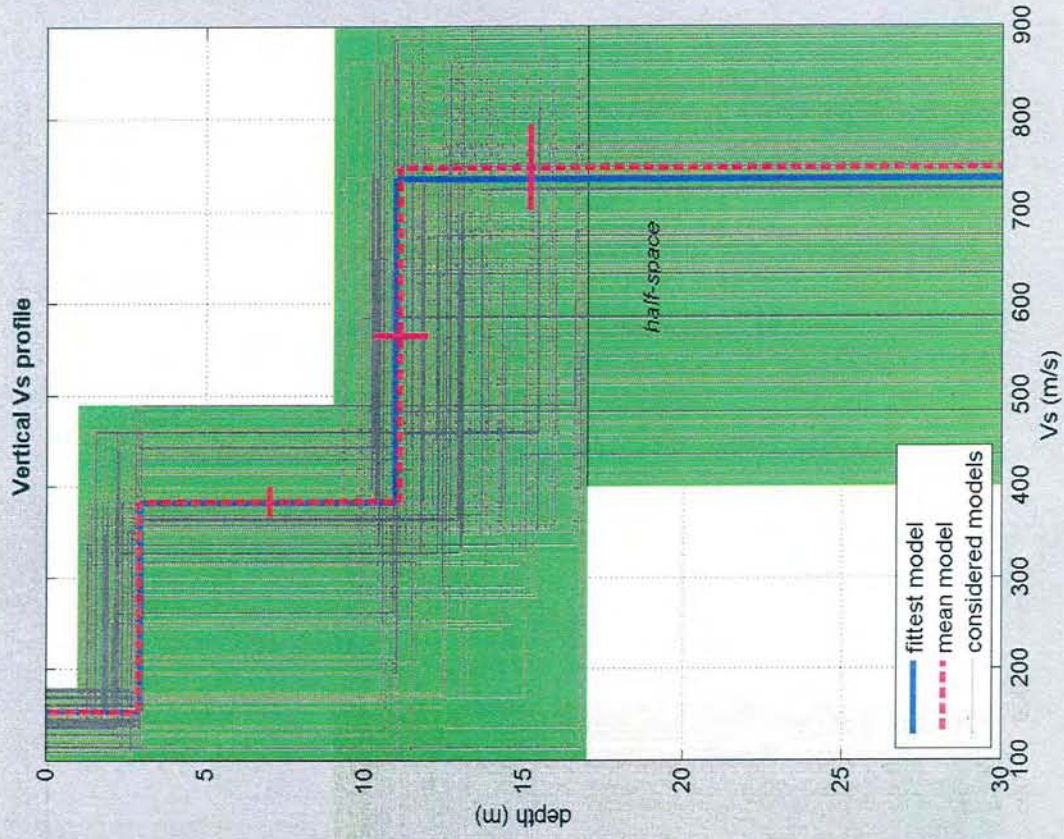 Vertical Vs profile
0
5
10
15
20
25
30
depth (m)
half-space
fittest model
mean model
considered models
100
200
300
400
500
600
700
800
900
Vs (m/s)